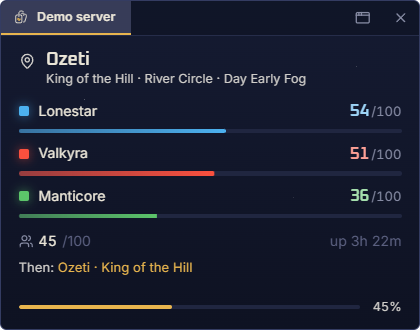 Demo server
Ozeti
King of the Hill · River Circle · Day Early Fog
Lonestar 54/100
Valkyra 51/100
Manticore 36/100
45 /100 up 3h 22m
Then: Ozeti · King of the Hill
45%